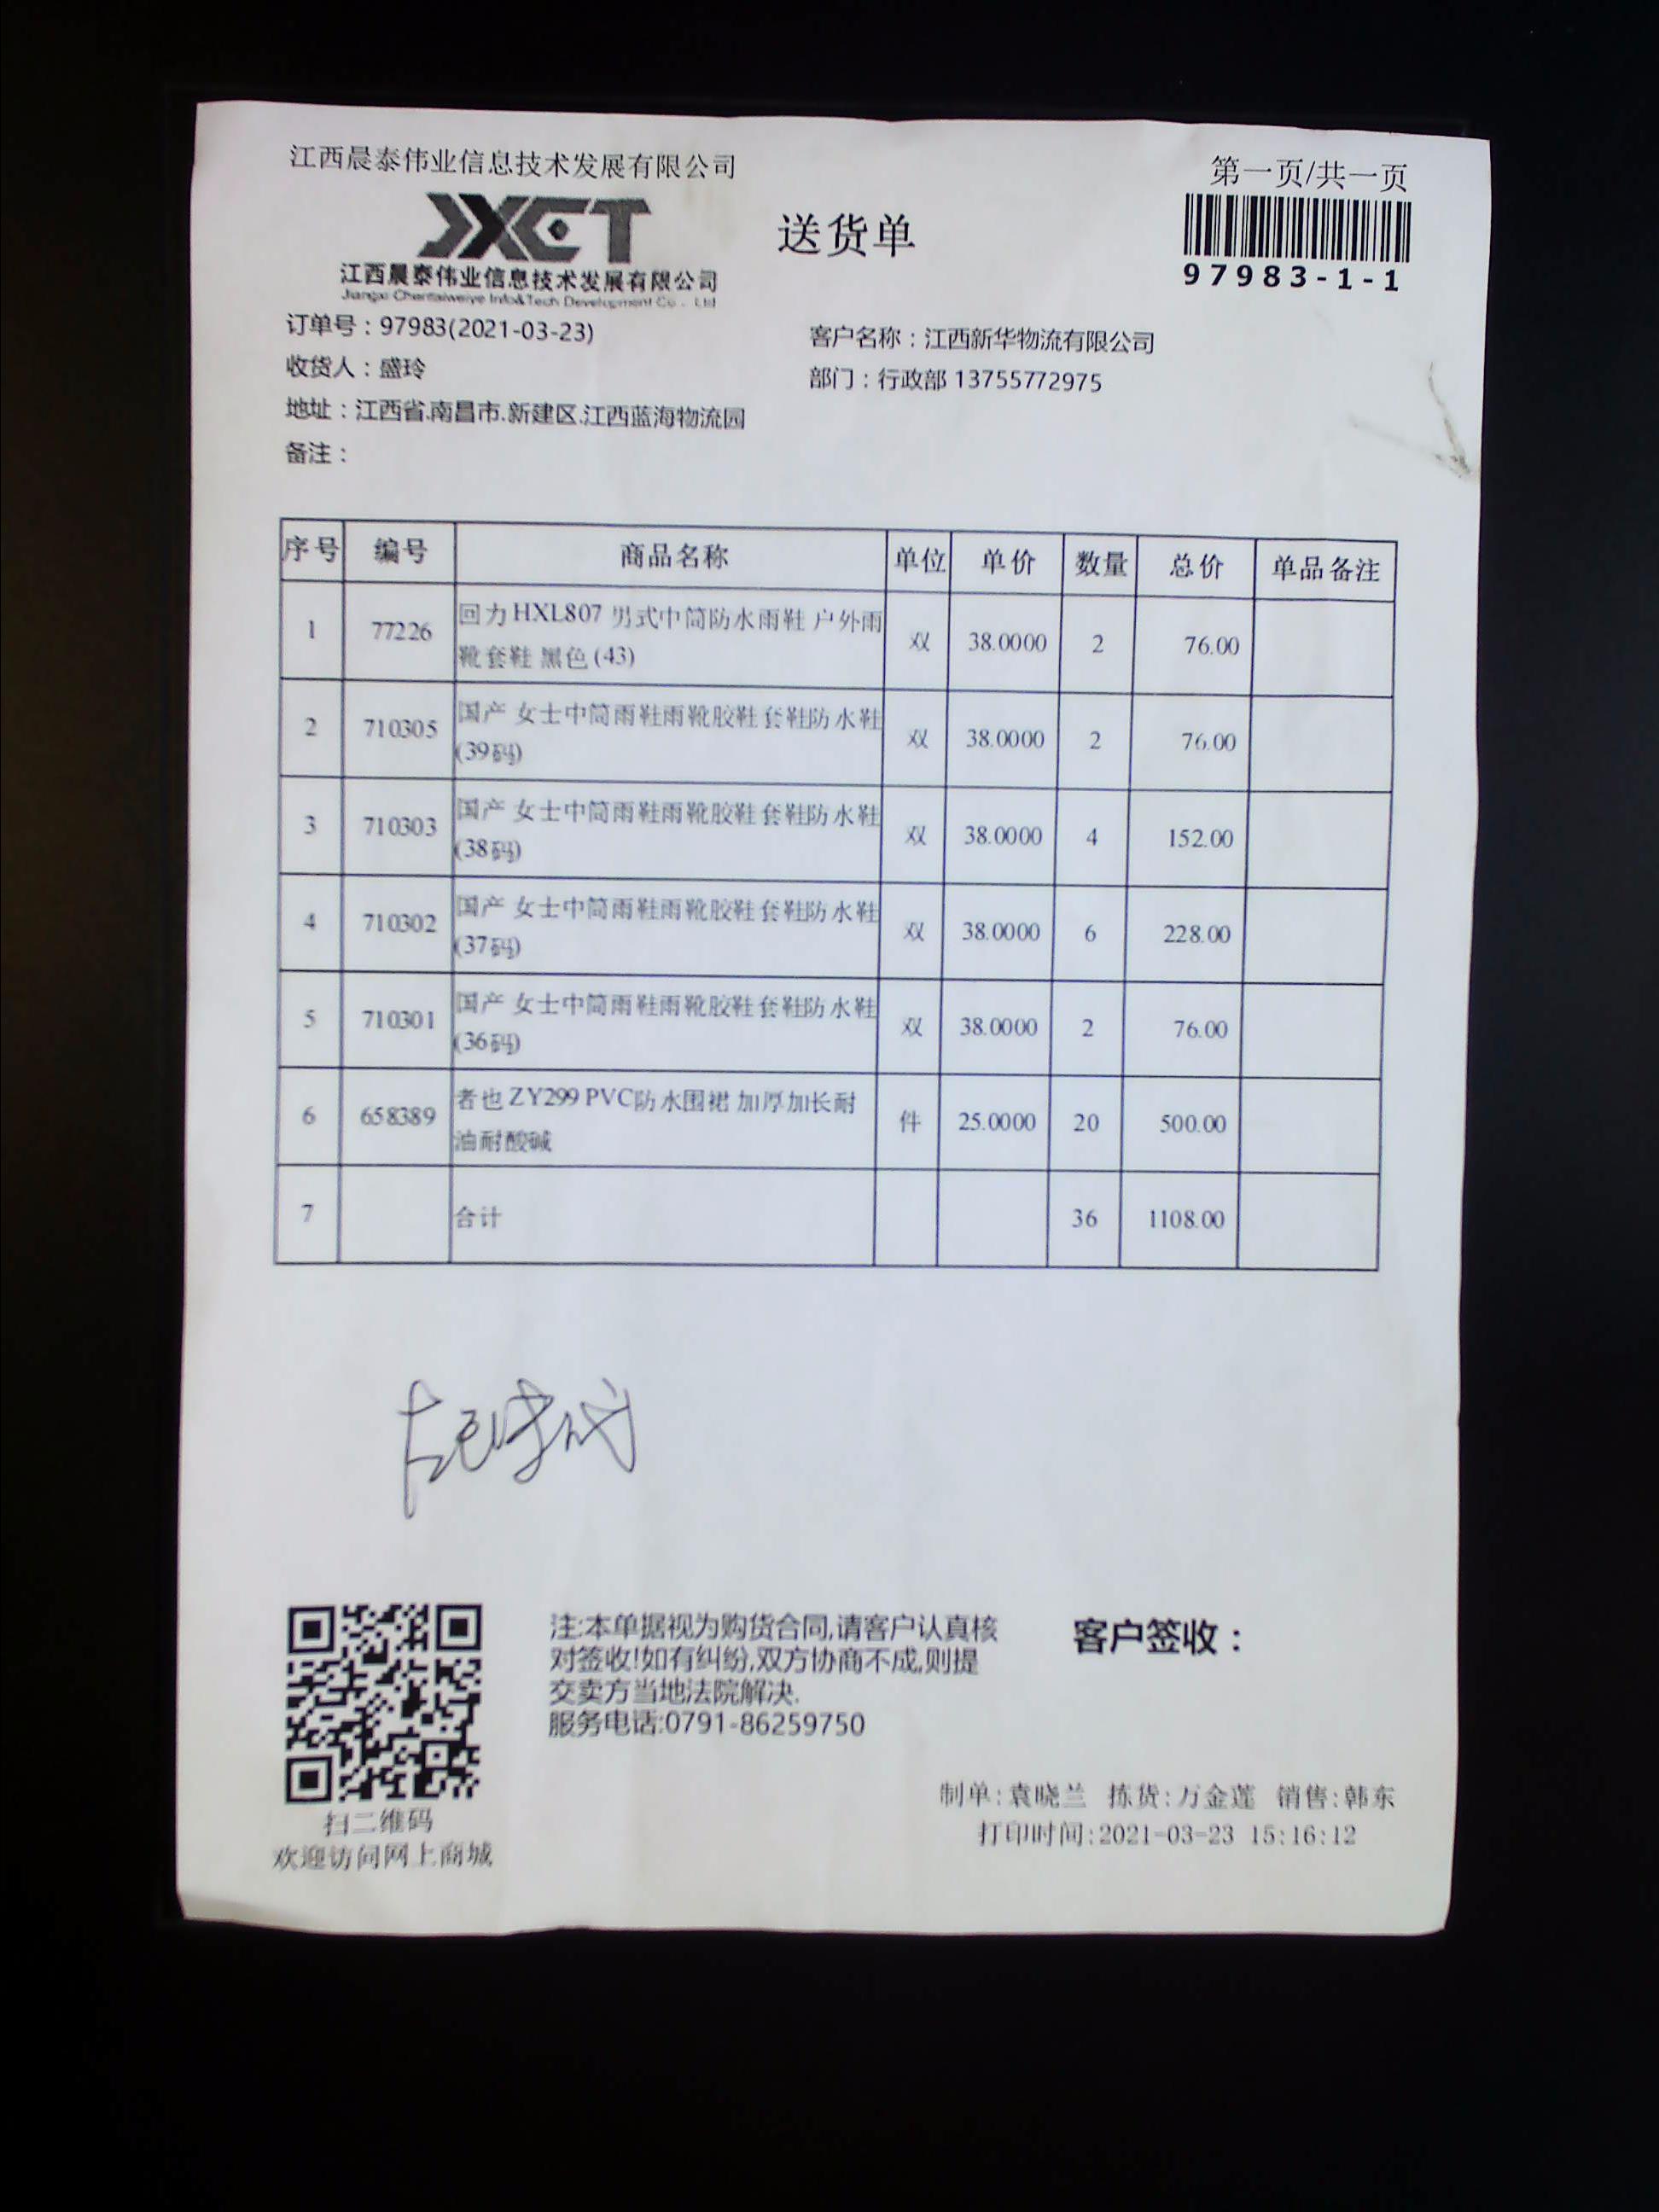 江西晨泰伟业信息技术发展有限公司
第一页/共一页
JXCT
送货单
江西晨泰伟业信息技术发展有限公司
Jiangxi Chentaiweiye Info&Tech Development Co., Ltd
97983-1-1
订单号：97983(2021-03-23)
客户名称：江西新华物流有限公司
收货人：盛玲
部门：行政部 13755772975
地址：江西省.南昌市.新建区.江西蓝海物流园
备注：
序号 编号 商品名称 单位 单价 数量 总价 单品备注
1 77226 回力 HXL807 男式中筒防水雨鞋 户外雨 双 38.0000 2 76.00
靴套鞋 黑色 (43)
2 710305 国产 女士中筒雨鞋雨靴胶鞋套鞋防水鞋 双 38.0000 2 76.00
(39码)
3 710303 国产 女士中筒雨鞋雨靴胶鞋套鞋防水鞋 双 38.0000 4 152.00
(38码)
4 710302 国产 女士中筒雨鞋雨靴胶鞋套鞋防水鞋 双 38.0000 6 228.00
(37码)
5 710301 国产 女士中筒雨鞋雨靴胶鞋套鞋防水鞋 双 38.0000 2 76.00
(36码)
6 658389 者也 ZY299 PVC防水围裙 加厚加长耐 件 25.0000 20 500.00
油耐酸碱
7 合计 36 1108.00
注:本单据视为购货合同,请客户认真核
对签收!如有纠纷,双方协商不成,则提
交卖方当地法院解决.
服务电话:0791-86259750
客户签收：
扫二维码
欢迎访问网上商城
制单:袁晓兰 拣货:万金莲 销售:韩东
打印时间:2021-03-23 15:16:12